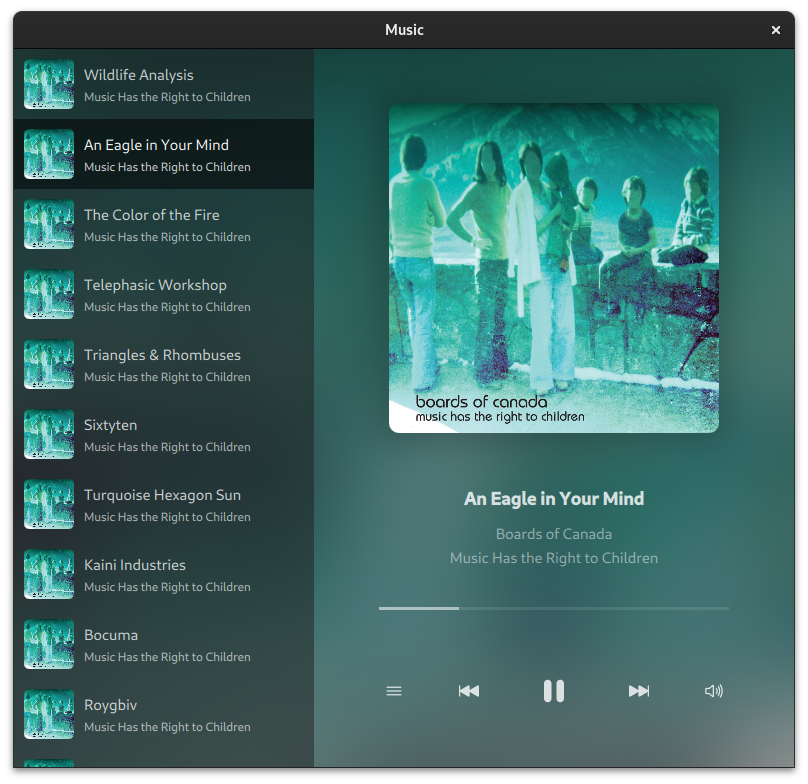 Music
Wildlife Analysis
Music Has the Right to Children
An Eagle in Your Mind
Music Has the Right to Children
The Color of the Fire
Music Has the Right to Children
Telephasic Workshop
Music Has the Right to Children
Triangles & Rhombuses
Music Has the Right to Children
Sixtyten
Music Has the Right to Children
Turquoise Hexagon Sun
Music Has the Right to Children
Kaini Industries
Music Has the Right to Children
Bocuma
Music Has the Right to Children
Roygbiv
Music Has the Right to Children
boards of canada
music has the right to children
An Eagle in Your Mind
Boards of Canada
Music Has the Right to Children